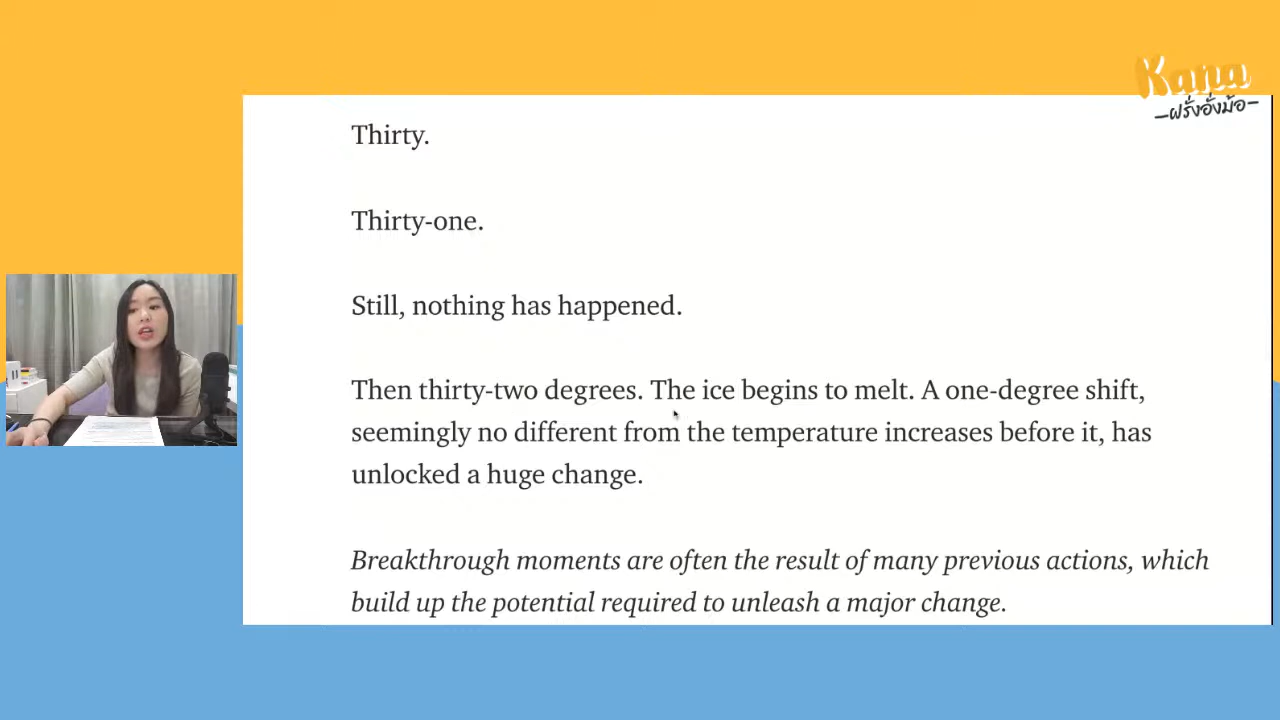 Kana
–ฝรั่งอั่งม้อ–
Thirty.
Thirty-one.
Still, nothing has happened.
Then thirty-two degrees. The ice begins to melt. A one-degree shift,
seemingly no different from the temperature increases before it, has
unlocked a huge change.
Breakthrough moments are often the result of many previous actions, which
build up the potential required to unleash a major change.